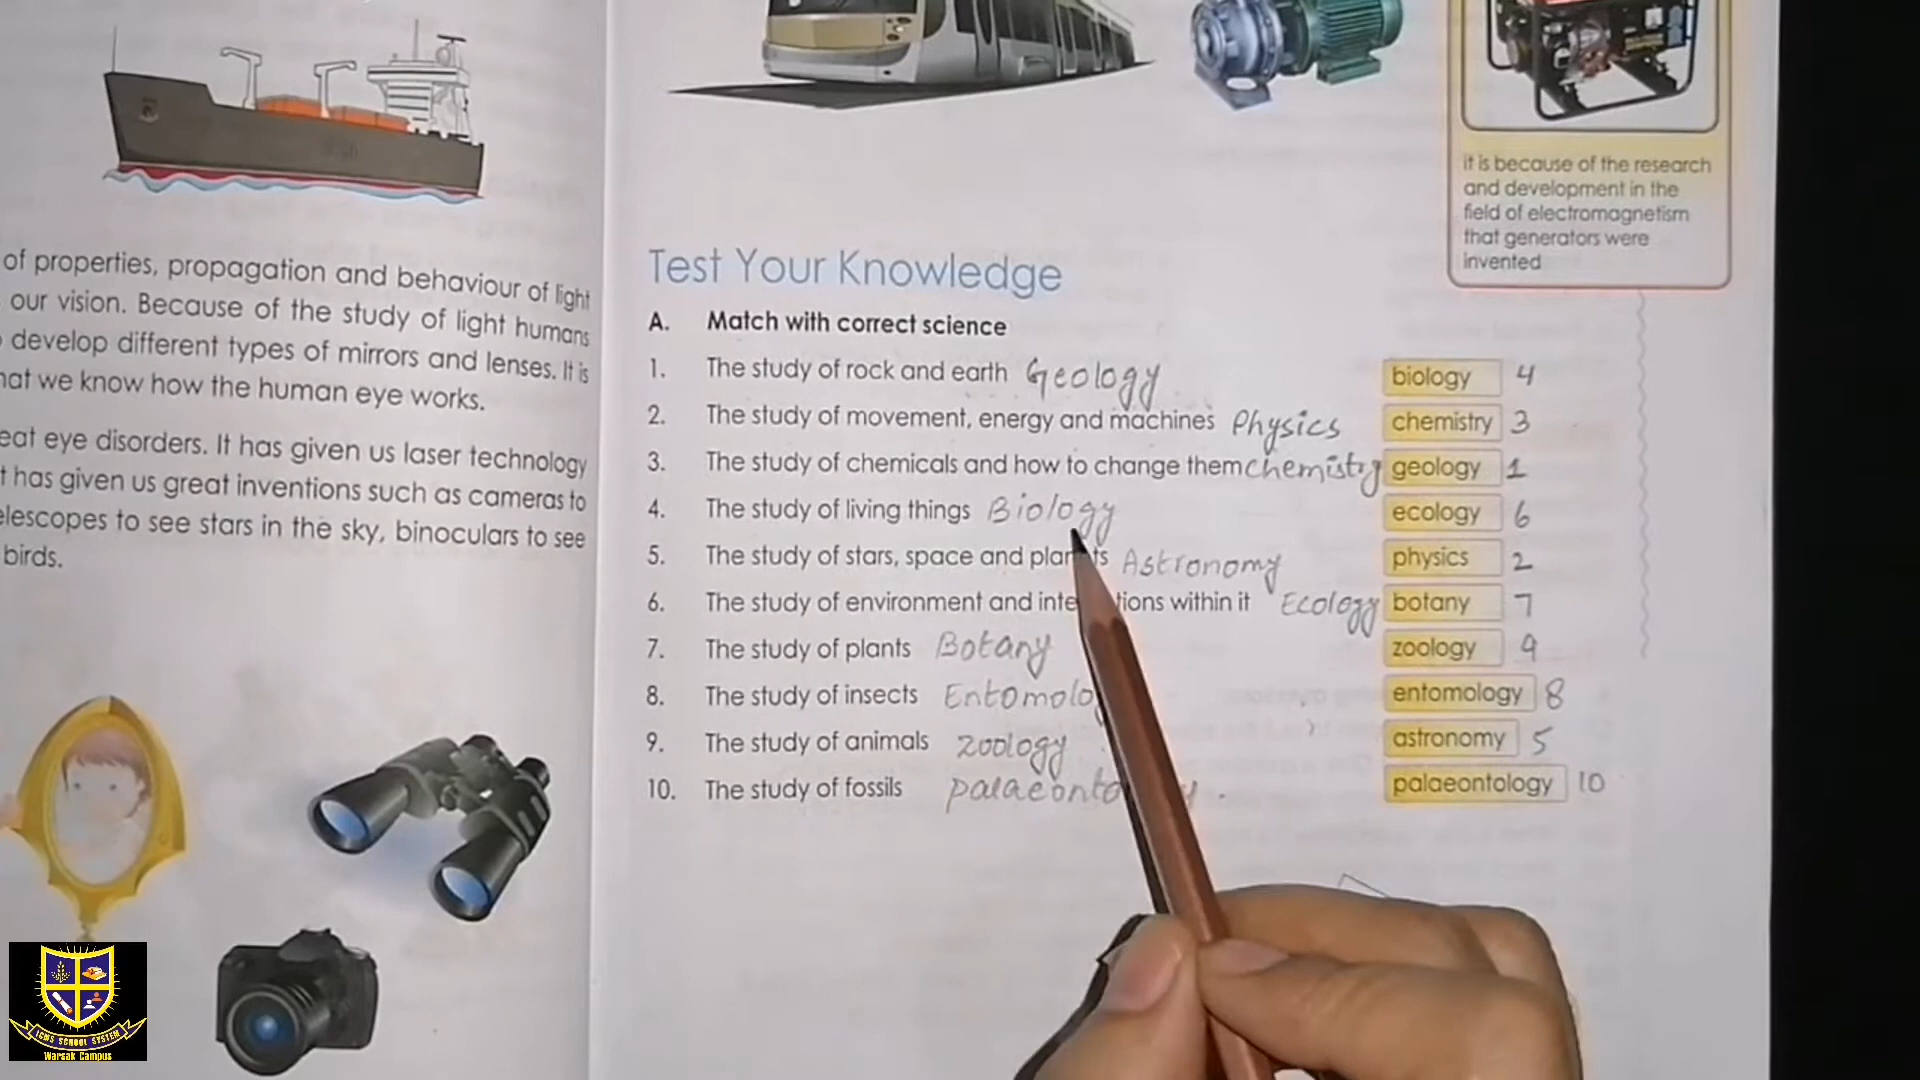 of properties, propagation and behaviour of light
our vision. Because of the study of light humans
develop different types of mirrors and lenses. It is
that we know how the human eye works.
eat eye disorders. It has given us laser technology
t has given us great inventions such as cameras to
elescopes to see stars in the sky, binoculars to see
birds.
it is because of the research
and development in the
field of electromagnetism
that generators were
invented
Test Your Knowledge
A. Match with correct science
1. The study of rock and earth Geology biology 4
2. The study of movement, energy and machines Physics chemistry 3
3. The study of chemicals and how to change them chemistry geology 1
4. The study of living things Biology ecology 6
5. The study of stars, space and Astronomy physics 2
6. The study of environment and within it Ecology botany 7
7. The study of plants Botany zoology 9
8. The study of insects Entomolog entomology 8
9. The study of animals zoology astronomy 5
10. The study of fossils palaeontology 10
ICMS SCHOOL SYSTEM
Warsak Campus